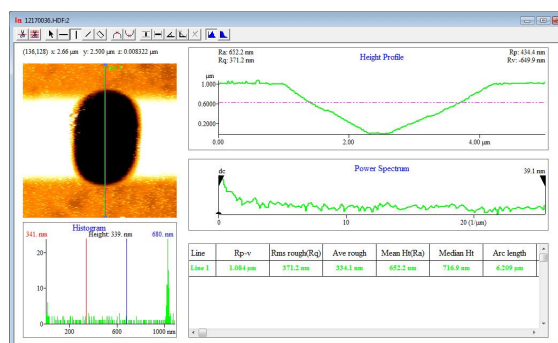 12170036.HDF:2
(136,128) x: 2.66 µm y: 2.500 µm z: 0.008322 µm
Ra: 652.2 nm
Rq: 371.2 nm
Height Profile
Rp: 434.4 nm
Rv: -649.9 nm
µm
1.000
0.6000
0.2000
0.00 µm
2.00
4.00 µm
Power Spectrum
dc
39.1 nm
0
10
20 (1/µm)
Histogram
341. nm
Height: 339. nm
680. nm
20
10
0
200
600
1000 nm
Line Rp-v Rms rough(Rq) Ave rough Mean Ht(Ra) Median Ht Arc length
Line 1 1.084 µm 371.2 nm 334.1 nm 652.2 nm 716.0 nm 6.209 µm